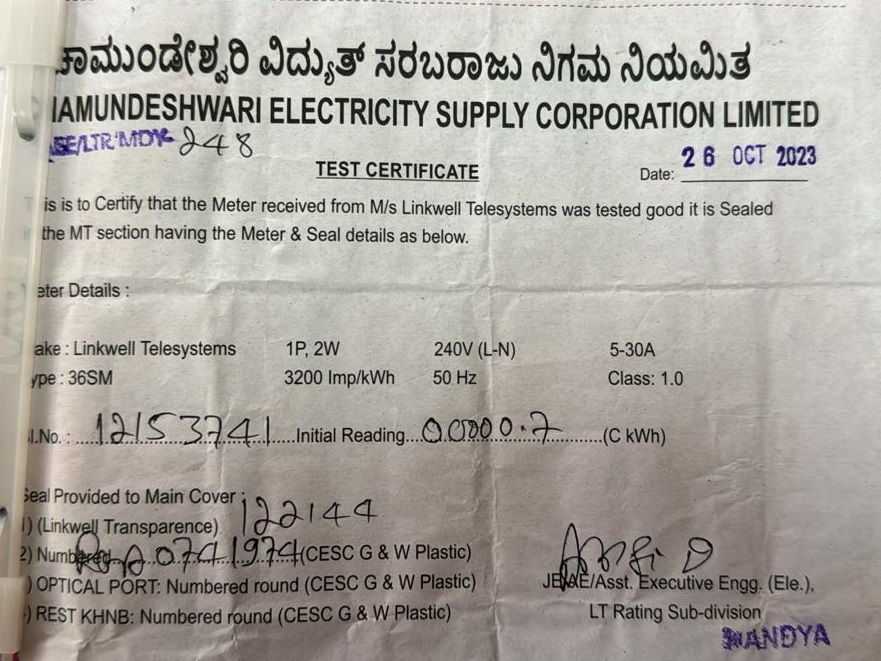 ಚಾಮುಂಡೇಶ್ವರಿ ವಿದ್ಯುತ್ ಸರಬರಾಜು ನಿಗಮ ನಿಯಮಿತ
IAMUNDESHWARI ELECTRICITY SUPPLY CORPORATION LIMITED
SE/LTR/MDY- 248
TEST CERTIFICATE
Date: 26 OCT 2023
is is to Certify that the Meter received from M/s Linkwell Telesystems was tested good it is Sealed
the MT section having the Meter & Seal details as below.
eter Details :
ake : Linkwell Telesystems 1P, 2W 240V (L-N) 5-30A
ype : 36SM 3200 Imp/kWh 50 Hz Class: 1.0
l.No. : 12153741 Initial Reading 00000.7 (C kWh)
Seal Provided to Main Cover :
1) (Linkwell Transparence) 122144
2) Numbered 0741974 (CESC G & W Plastic)
) OPTICAL PORT: Numbered round (CESC G & W Plastic)
) REST KHNB: Numbered round (CESC G & W Plastic)
JE/AE/Asst. Executive Engg. (Ele.),
LT Rating Sub-division
MANDYA